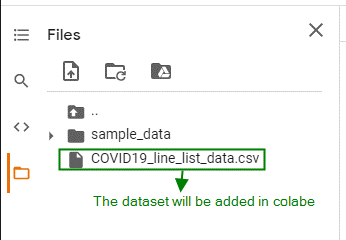 Files
..
sample_data
COVID19_line_list_data.csv
The dataset will be added in colabe